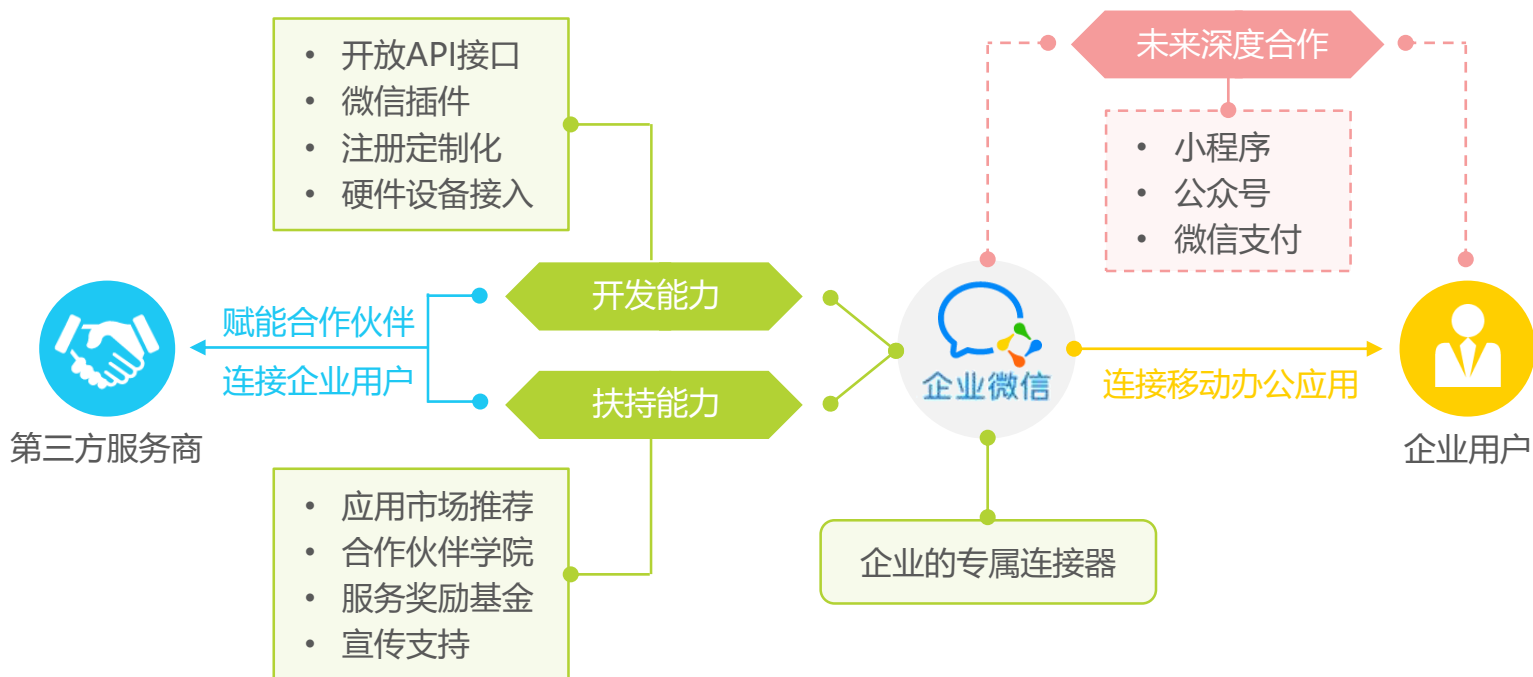 开放API接口
微信插件
注册定制化
硬件设备接入
未来深度合作
小程序
公众号
微信支付
开发能力
赋能合作伙伴
连接企业用户
扶持能力
企业微信
连接移动办公应用
第三方服务商
企业用户
应用市场推荐
合作伙伴学院
服务奖励基金
宣传支持
企业的专属连接器